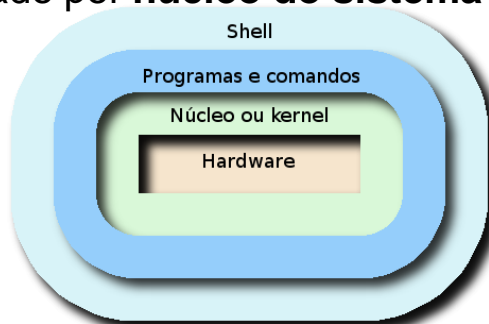 por núcleo do sistema
Shell
Programas e comandos
Núcleo ou kernel
Hardware